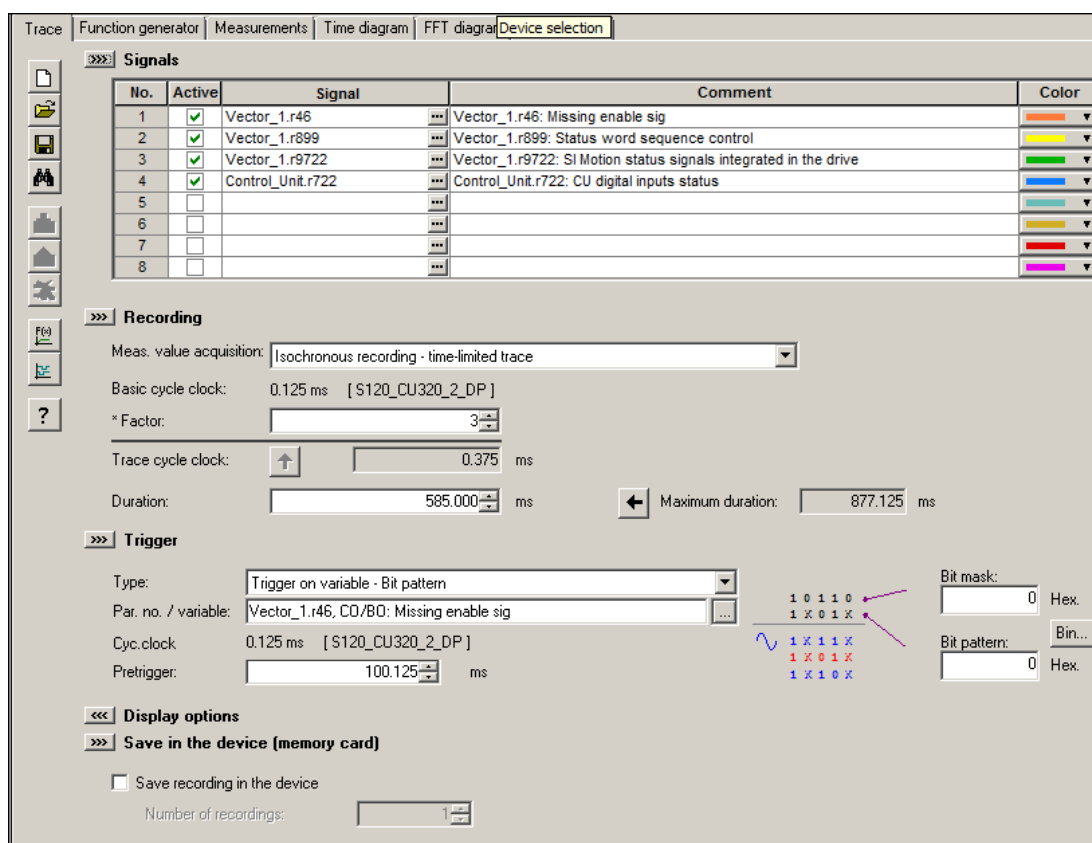 Trace Function generator Measurements Time diagram FFT diagra Device selection
Signals
No. Active Signal Comment Color
1 Vector_1.r46 ... Vector_1.r46: Missing enable sig
2 Vector_1.r899 ... Vector_1.r899: Status word sequence control
3 Vector_1.r9722 ... Vector_1.r9722: SI Motion status signals integrated in the drive
4 Control_Unit.r722 ... Control_Unit.r722: CU digital inputs status
5 ...
6 ...
7 ...
8 ...
F(x)
?
>>> Recording
Meas. value acquisition: Isochronous recording - time-limited trace
Basic cycle clock: 0.125 ms [ S120_CU320_2_DP ]
* Factor: 3
Trace cycle clock: 0.375 ms
Duration: 585.000 ms Maximum duration: 877.125 ms
>>> Trigger
Type: Trigger on variable - Bit pattern
Par. no. / variable: Vector_1.r46, CO/BO: Missing enable sig ...
Cyc.clock 0.125 ms [ S120_CU320_2_DP ]
Pretrigger: 100.125 ms
1 0 1 1 0
1 X 0 1 X
1 X 1 1 X
1 X 0 1 X
1 X 1 0 X
Bit mask:
0 Hex.
Bin...
Bit pattern:
0 Hex.
<<< Display options
>>> Save in the device (memory card)
Save recording in the device
Number of recordings: 1